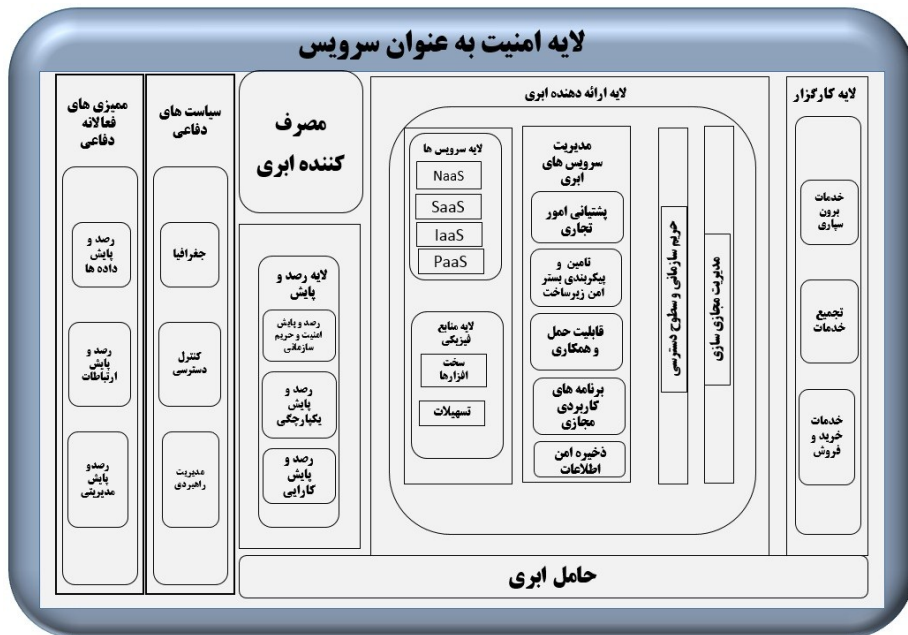 لایه امنیت به عنوان سرویس
لایه کارگزار
خدمات
برون
سپاری
تجمیع
خدمات
خدمات
خرید و
فروش
لایه ارائه دهنده ابری
مدیریت مجازی سازی
حریم سازمانی و سطوح دسترسی
مدیریت
سرویس های
ابری
پشتیبانی امور
تجاری
تامین و
پیکربندی بستر
امن زیرساخت
قابلیت حمل
و همکاری
برنامه های
کاربردی
مجازی
ذخیره امن
اطلاعات
لایه سرویس ها
NaaS
SaaS
IaaS
PaaS
لایه منابع
فیزیکی
سخت
افزارها
تسهیلات
مصرف
کننده ابری
لایه رصد و
پایش
رصد و پایش
امنیت و حریم
سازمانی
رصد و
پایش
یکپارچگی
رصد و
پایش
کارایی
سیاست های
دفاعی
جغرافیا
کنترل
دسترسی
مدیریت
راهبردی
ممیزی های
فعالانه
دفاعی
رصد و
پایش
داده ها
رصد و
پایش
ارتباطات
رصدو
پایش
مدیریتی
حامل ابری